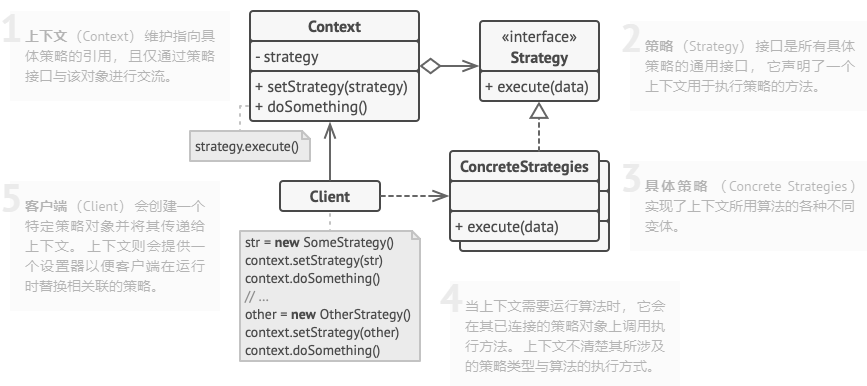 1
上下文（Context） 维护指向具
体策略的引用， 且仅通过策略
接口与该对象进行交流。
Context
- strategy
+ setStrategy(strategy)
+ doSomething()
strategy.execute()
«interface»
Strategy
+ execute(data)
2
策略（Strategy） 接口是所有具体
策略的通用接口， 它声明了一个
上下文用于执行策略的方法。
ConcreteStrategies
+ execute(data)
3
具体策略 （Concrete Strategies）
实现了上下文所用算法的各种不同
变体。
Client
str = new SomeStrategy()
context.setStrategy(str)
context.doSomething()
// ...
other = new OtherStrategy()
context.setStrategy(other)
context.doSomething()
4
当上下文需要运行算法时， 它会
在其已连接的策略对象上调用执
行方法。 上下文不清楚其所涉及
的策略类型与算法的执行方式。
5
客户端（Client） 会创建一个
特定策略对象并将其传递给
上下文。 上下文则会提供一
个设置器以便客户端在运行
时替换相关联的策略。